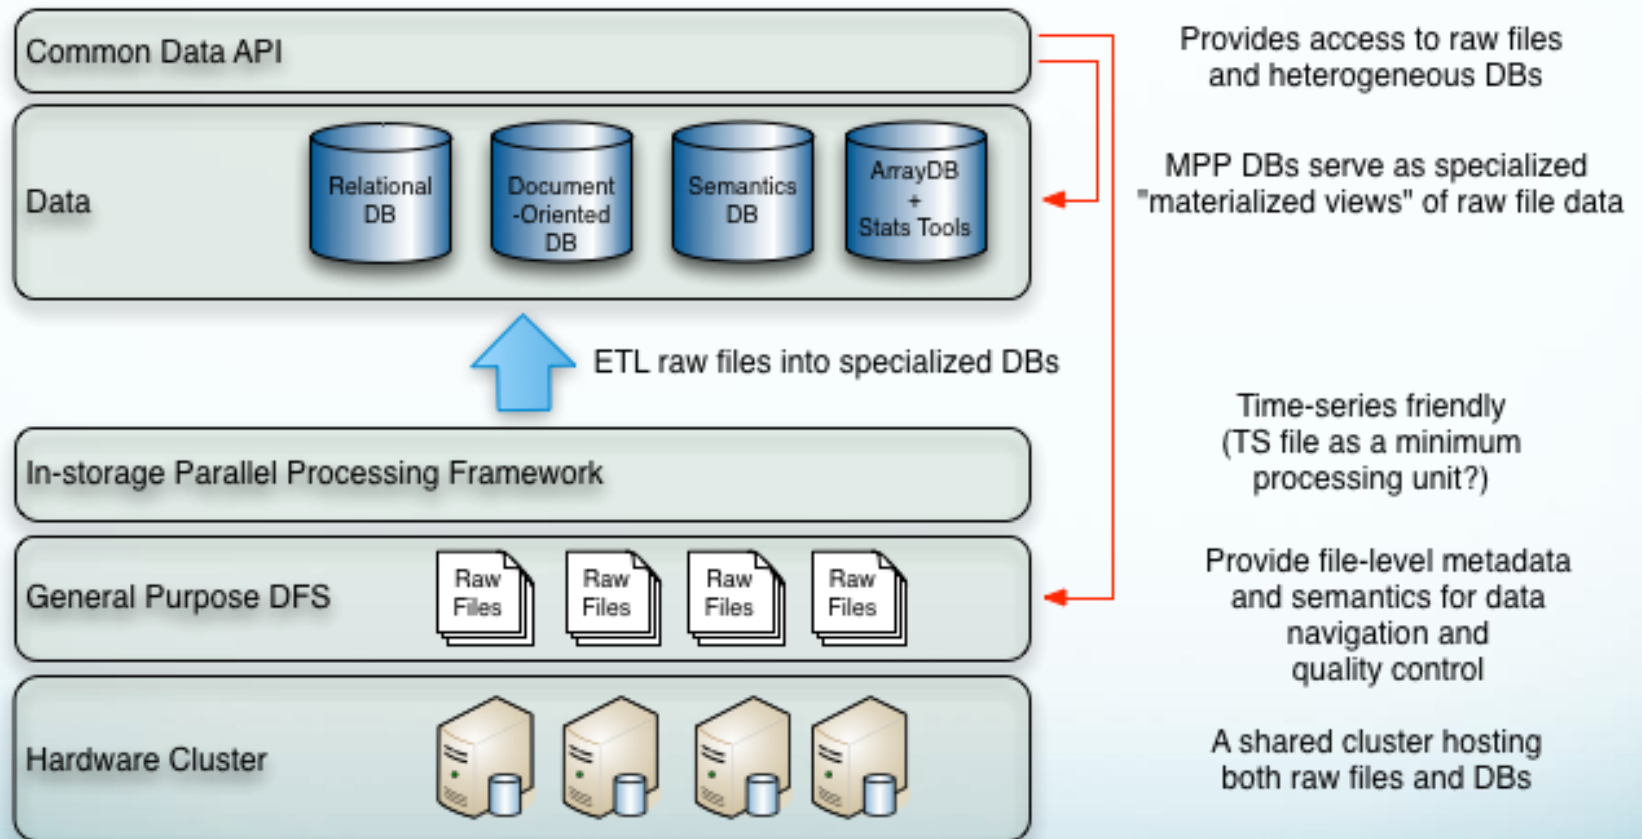 Common Data API
Provides access to raw files
and heterogeneous DBs
Data
Relational
DB
Document
-Oriented
DB
Semantics
DB
ArrayDB
+
Stats Tools
MPP DBs serve as specialized
"materialized views" of raw file data
ETL raw files into specialized DBs
In-storage Parallel Processing Framework
Time-series friendly
(TS file as a minimum
processing unit?)
General Purpose DFS
Raw
Files
Raw
Files
Raw
Files
Raw
Files
Provide file-level metadata
and semantics for data
navigation and
quality control
Hardware Cluster
A shared cluster hosting
both raw files and DBs